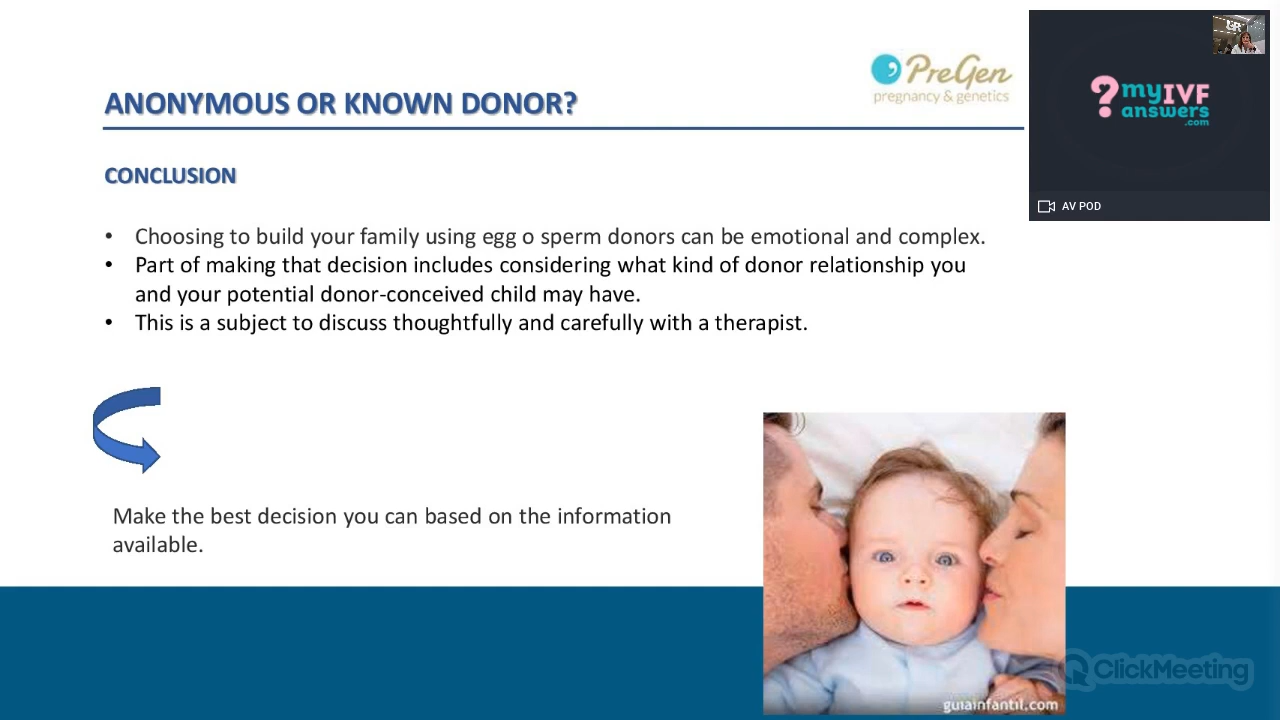 ANONYMOUS OR KNOWN DONOR?
PreGen
pregnancy & genetics
?myIVF
answers
.com
AV POD
CONCLUSION
• Choosing to build your family using egg o sperm donors can be emotional and complex.
• Part of making that decision includes considering what kind of donor relationship you
and your potential donor-conceived child may have.
• This is a subject to discuss thoughtfully and carefully with a therapist.
Make the best decision you can based on the information
available.
ClickMeeting
guiainfantil.com